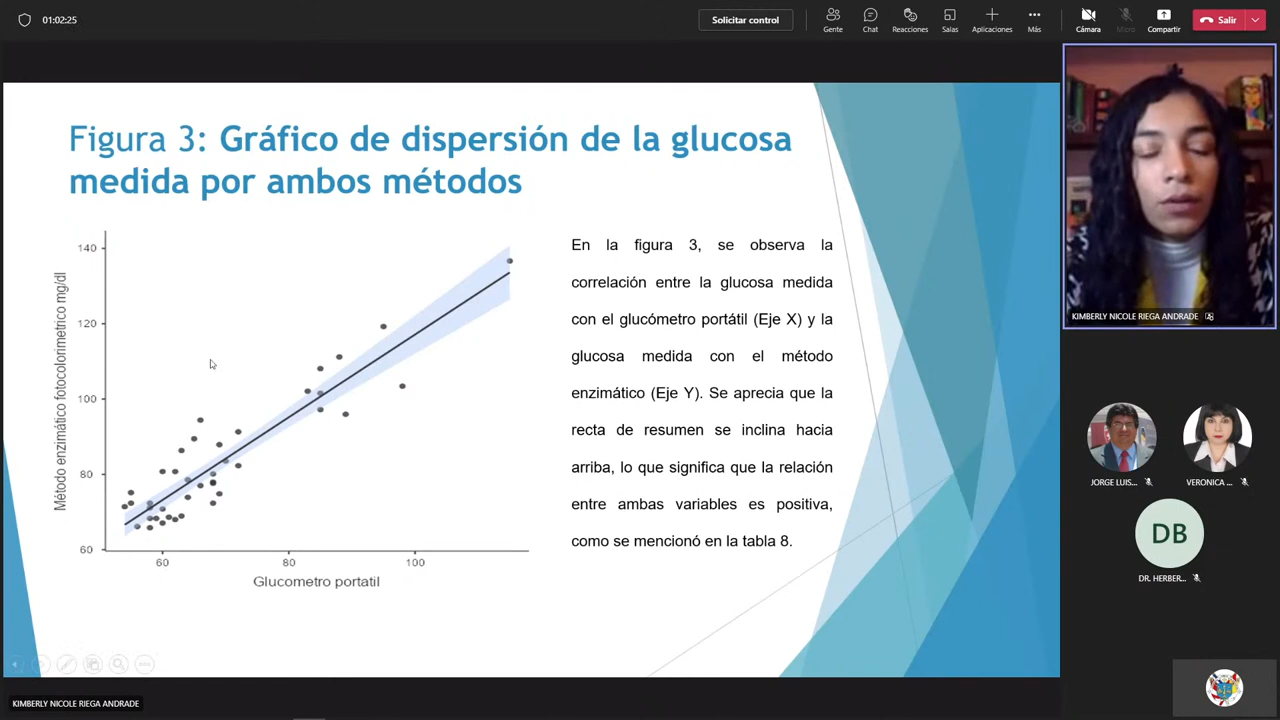 01:02:25
Solicitar control
Gente
Chat
Reacciones
Salas
Aplicaciones
Más
Cámara
Micro
Compartir
Salir
Figura 3: Gráfico de dispersión de la glucosa
medida por ambos métodos
Método enzimático fotocolorimetrico mg/dl
140
120
100
80
60
60
80
100
Glucometro portatil
En la figura 3, se observa la
correlación entre la glucosa medida
con el glucómetro portátil (Eje X) y la
glucosa medida con el método
enzimático (Eje Y). Se aprecia que la
recta de resumen se inclina hacia
arriba, lo que significa que la relación
entre ambas variables es positiva,
como se mencionó en la tabla 8.
KIMBERLY NICOLE RIEGA ANDRADE
JORGE LUIS...
VERONICA ...
DB
DR. HERBER...
KIMBERLY NICOLE RIEGA ANDRADE